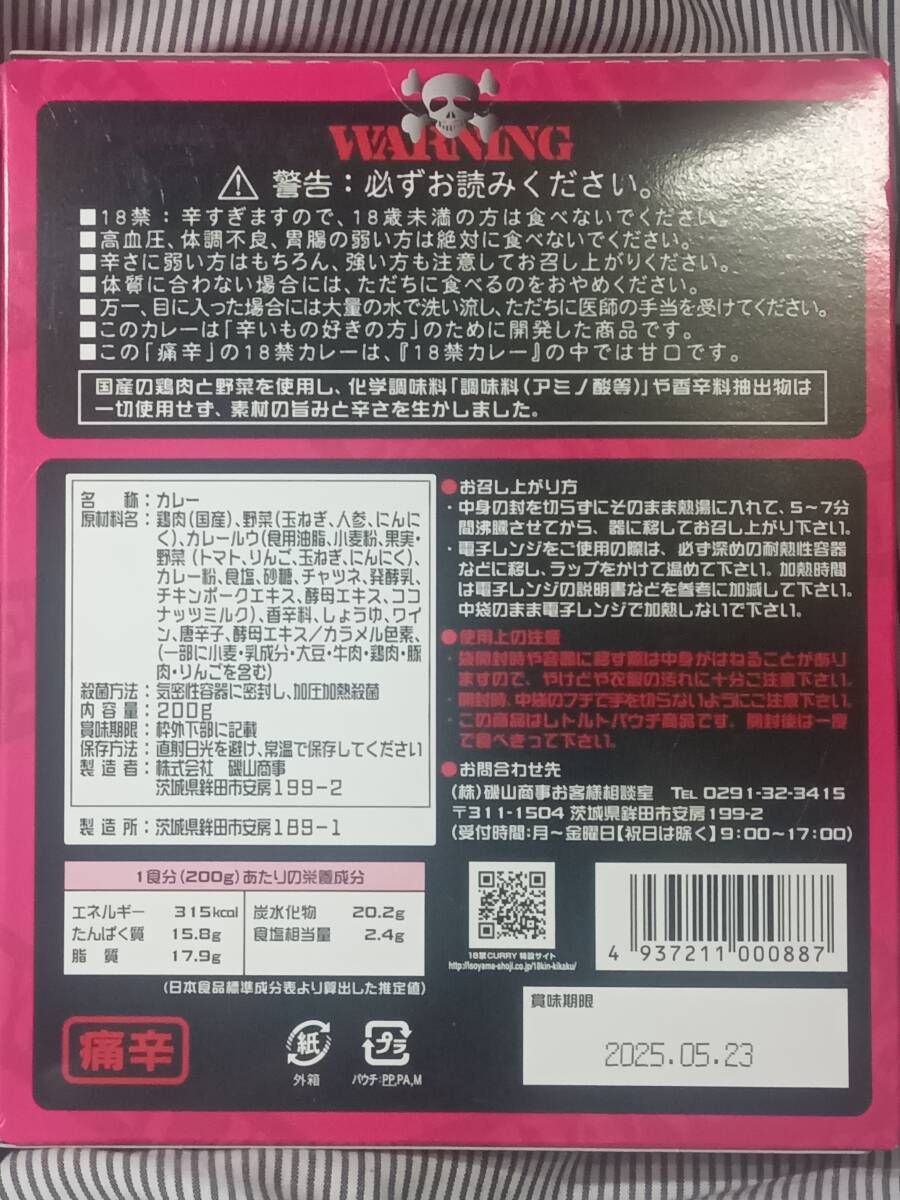 WARNING
警告：必ずお読みください。
■18禁：辛すぎますので、18歳未満の方は食べないでください。
■高血圧、体調不良、胃腸の弱い方は絶対に食べないでください。
■辛さに弱い方はもちろん、強い方も注意してお召し上がりください。
■体質に合わない場合には、ただちに食べるのをおやめください。
■万一、目に入った場合には大量の水で洗い流し、ただちに医師の手当を受けてください。
■このカレーは「辛いもの好きの方」のために開発した商品です。
■この「痛辛」の18禁カレーは、『18禁カレー』の中では甘口です。
国産の鶏肉と野菜を使用し、化学調味料「調味料(アミノ酸等)」や香辛料抽出物は
一切使用せず、素材の旨みと辛さを生かしました。
名称：カレー
原材料名：鶏肉(国産)、野菜(玉ねぎ、人参、にんに
く)、カレールウ(食用油脂、小麦粉、果実・
野菜(トマト、りんご、玉ねぎ、にんにく)、
カレー粉、食塩、砂糖、チャツネ、発酵乳、
チキンポークエキス、酵母エキス、ココ
ナッツミルク)、香辛料、しょうゆ、ワイ
ン、唐辛子、酵母エキス/カラメル色素、
(一部に小麦・乳成分・大豆・牛肉・鶏肉・豚
肉・りんごを含む)
殺菌方法：気密性容器に密封し、加圧加熱殺菌
内容量：200g
賞味期限：枠外下部に記載
保存方法：直射日光を避け、常温で保存してください
製造者：株式会社 磯山商事
茨城県鉾田市安房199-2
製造所：茨城県鉾田市安房189-1
●お召し上がり方
・中身の封を切らずにそのまま熱湯に入れて、5～7分
間沸騰させてから、器に移してお召し上がり下さい。
・電子レンジをご使用の際は、必ず深めの耐熱性容器
などに移し、ラップをかけて温めて下さい。加熱時間
は電子レンジの説明書などを参考に加減して下さい。
中袋のまま電子レンジで加熱しないで下さい。
●使用上の注意
・袋開封時や容器に移す際は中身がはねることがあり
ますので、やけどや衣服の汚れに十分ご注意下さい。
・開封時、中袋のフチで手を切らないようにご注意下さい。
・この商品はレトルトパウチ商品です。開封後は一度
で食べきって下さい。
●お問合わせ先
(株)磯山商事お客様相談室 TEL 0291-32-3415
〒311-1504 茨城県鉾田市安房199-2
(受付時間：月～金曜日【祝日は除く】9:00～17:00)
1食分(200g)あたりの栄養成分
エネルギー 315kcal 炭水化物 20.2g
たんぱく質 15.8g 食塩相当量 2.4g
脂質 17.9g
(日本食品標準成分表より算出した推定値)
18禁CURRY 特設サイト
http://isoyama-shoji.co.jp/18kin-kikaku/
4 937211 000887
痛辛
紙
外箱
プラ
パウチ：PP,PA,M
賞味期限
2025.05.23